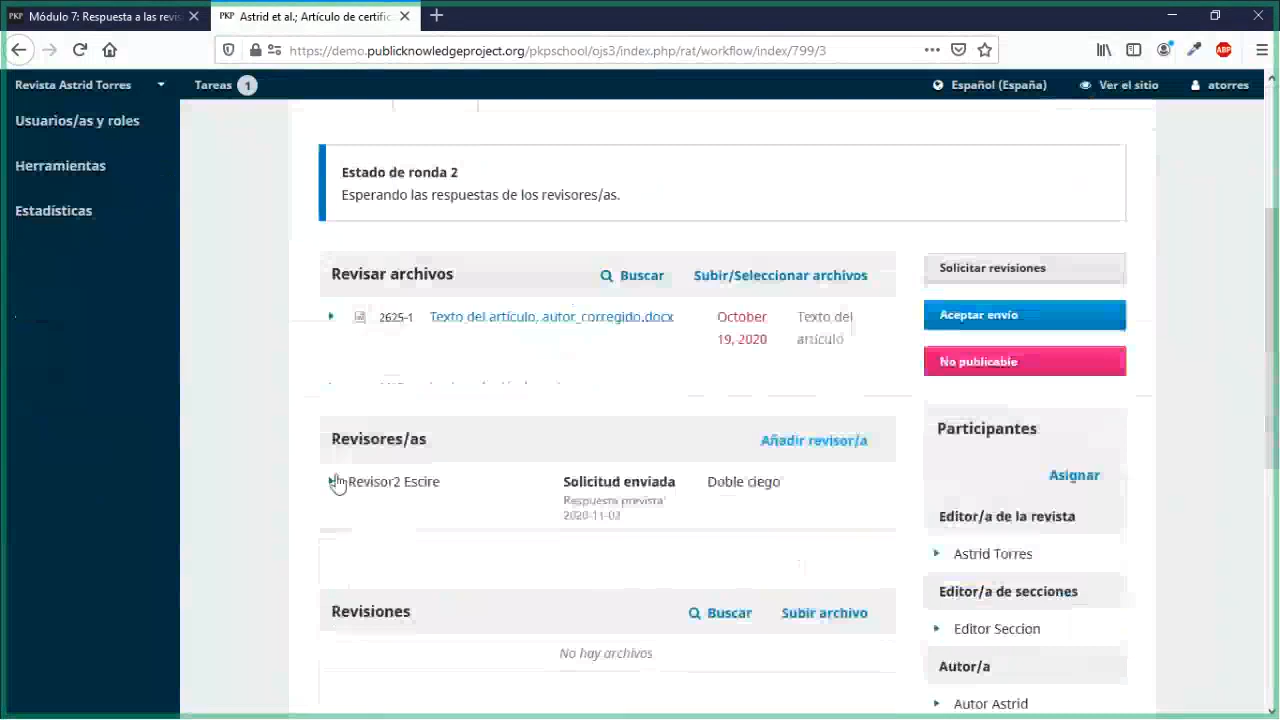 Módulo 7: Respuesta a las revis
Astrid et al.; Artículo de certific
https://demo.publicknowledgeproject.org/pkpschool/ojs3/index.php/rat/workflow/index/799/3
ABP
Revista Astrid Torres
Tareas 1
Español (España)
Ver el sitio
atorres
Usuarios/as y roles
Herramientas
Estadísticas
Estado de ronda 2
Esperando las respuestas de los revisores/as.
Revisar archivos
Buscar
Subir/Seleccionar archivos
2625-1 Texto del artículo, autor_corregido.docx
October
19, 2020
Texto del
artículo
Revisores/as
Añadir revisor/a
Revisor2 Escire
Solicitud enviada
Respuesta prevista:
2020-11-02
Doble ciego
Revisiones
Buscar
Subir archivo
No hay archivos
Solicitar revisiones
Aceptar envío
No publicable
Participantes
Asignar
Editor/a de la revista
Astrid Torres
Editor/a de secciones
Editor Seccion
Autor/a
Autor Astrid